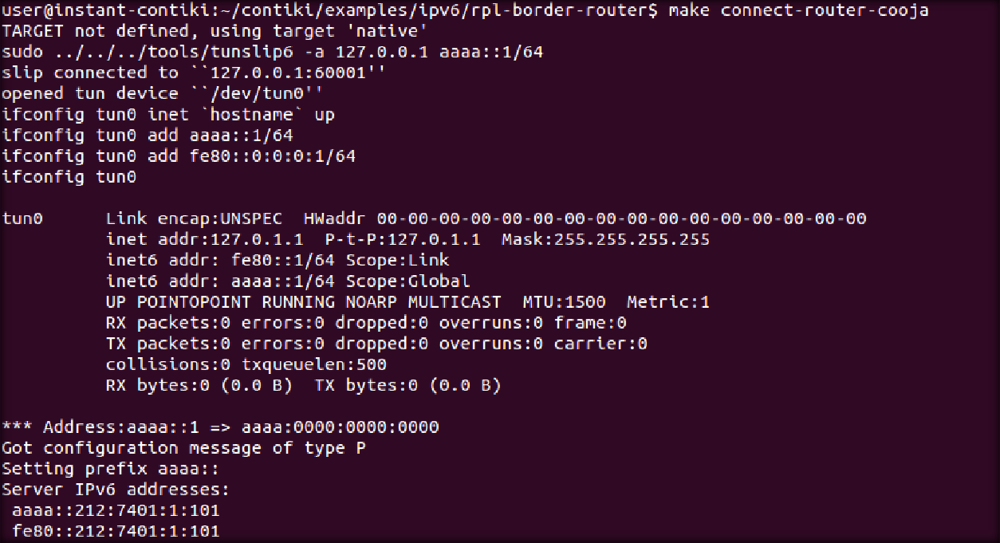 user@instant-contiki:~/contiki/examples/ipv6/rpl-border-router$ make connect-router-cooja
TARGET not defined, using target 'native'
sudo ../../../tools/tunslip6 -a 127.0.0.1 aaaa::1/64
slip connected to ``127.0.0.1:60001''
opened tun device ``/dev/tun0''
ifconfig tun0 inet `hostname` up
ifconfig tun0 add aaaa::1/64
ifconfig tun0 add fe80::0:0:0:1/64
ifconfig tun0

tun0      Link encap:UNSPEC  HWaddr 00-00-00-00-00-00-00-00-00-00-00-00-00-00-00-00
          inet addr:127.0.1.1  P-t-P:127.0.1.1  Mask:255.255.255.255
          inet6 addr: fe80::1/64 Scope:Link
          inet6 addr: aaaa::1/64 Scope:Global
          UP POINTOPOINT RUNNING NOARP MULTICAST  MTU:1500  Metric:1
          RX packets:0 errors:0 dropped:0 overruns:0 frame:0
          TX packets:0 errors:0 dropped:0 overruns:0 carrier:0
          collisions:0 txqueuelen:500
          RX bytes:0 (0.0 B)  TX bytes:0 (0.0 B)

*** Address:aaaa::1 => aaaa:0000:0000:0000
Got configuration message of type P
Setting prefix aaaa::
Server IPv6 addresses:
 aaaa::212:7401:1:101
 fe80::212:7401:1:101